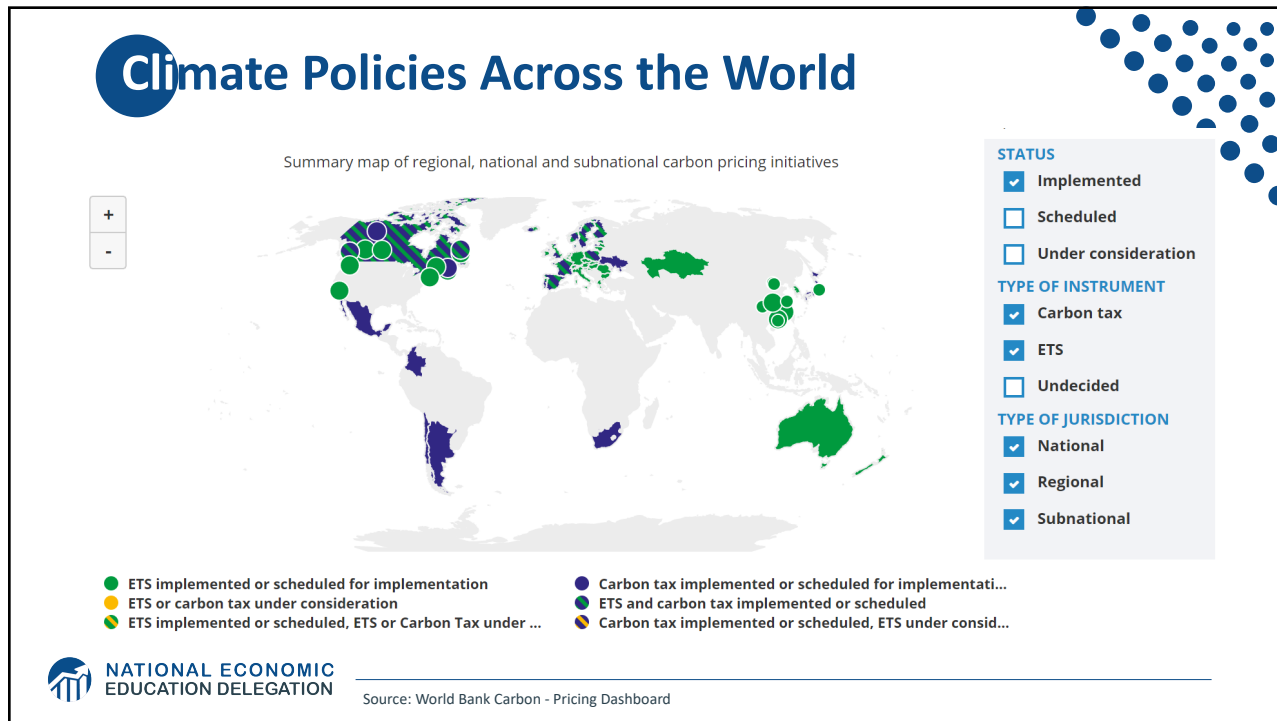 Climate Policies Across the World
Summary map of regional, national and subnational carbon pricing initiatives
+
-
STATUS
Implemented
Scheduled
Under consideration
TYPE OF INSTRUMENT
Carbon tax
ETS
Undecided
TYPE OF JURISDICTION
National
Regional
Subnational
ETS implemented or scheduled for implementation
ETS or carbon tax under consideration
ETS implemented or scheduled, ETS or Carbon Tax under ...
Carbon tax implemented or scheduled for implementati...
ETS and carbon tax implemented or scheduled
Carbon tax implemented or scheduled, ETS under consid...
NATIONAL ECONOMIC
EDUCATION DELEGATION
Source: World Bank Carbon - Pricing Dashboard